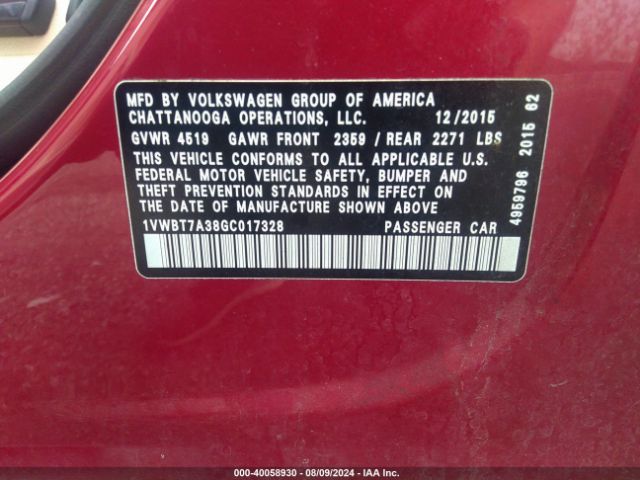 MFD BY VOLKSWAGEN GROUP OF AMERICA
CHATTANOOGA OPERATIONS, LLC. 12/2015
GVWR 4519 GAWR FRONT 2359 / REAR 2271 LBS
THIS VEHICLE CONFORMS TO ALL APPLICABLE U.S.
FEDERAL MOTOR VEHICLE SAFETY, BUMPER AND
THEFT PREVENTION STANDARDS IN EFFECT ON
THE DATE OF MANUFACTURE SHOWN ABOVE
1VWBT7A38GC017328 PASSENGER CAR
4959796 2015 62
000-40058930 - 08/09/2024 - IAA Inc.